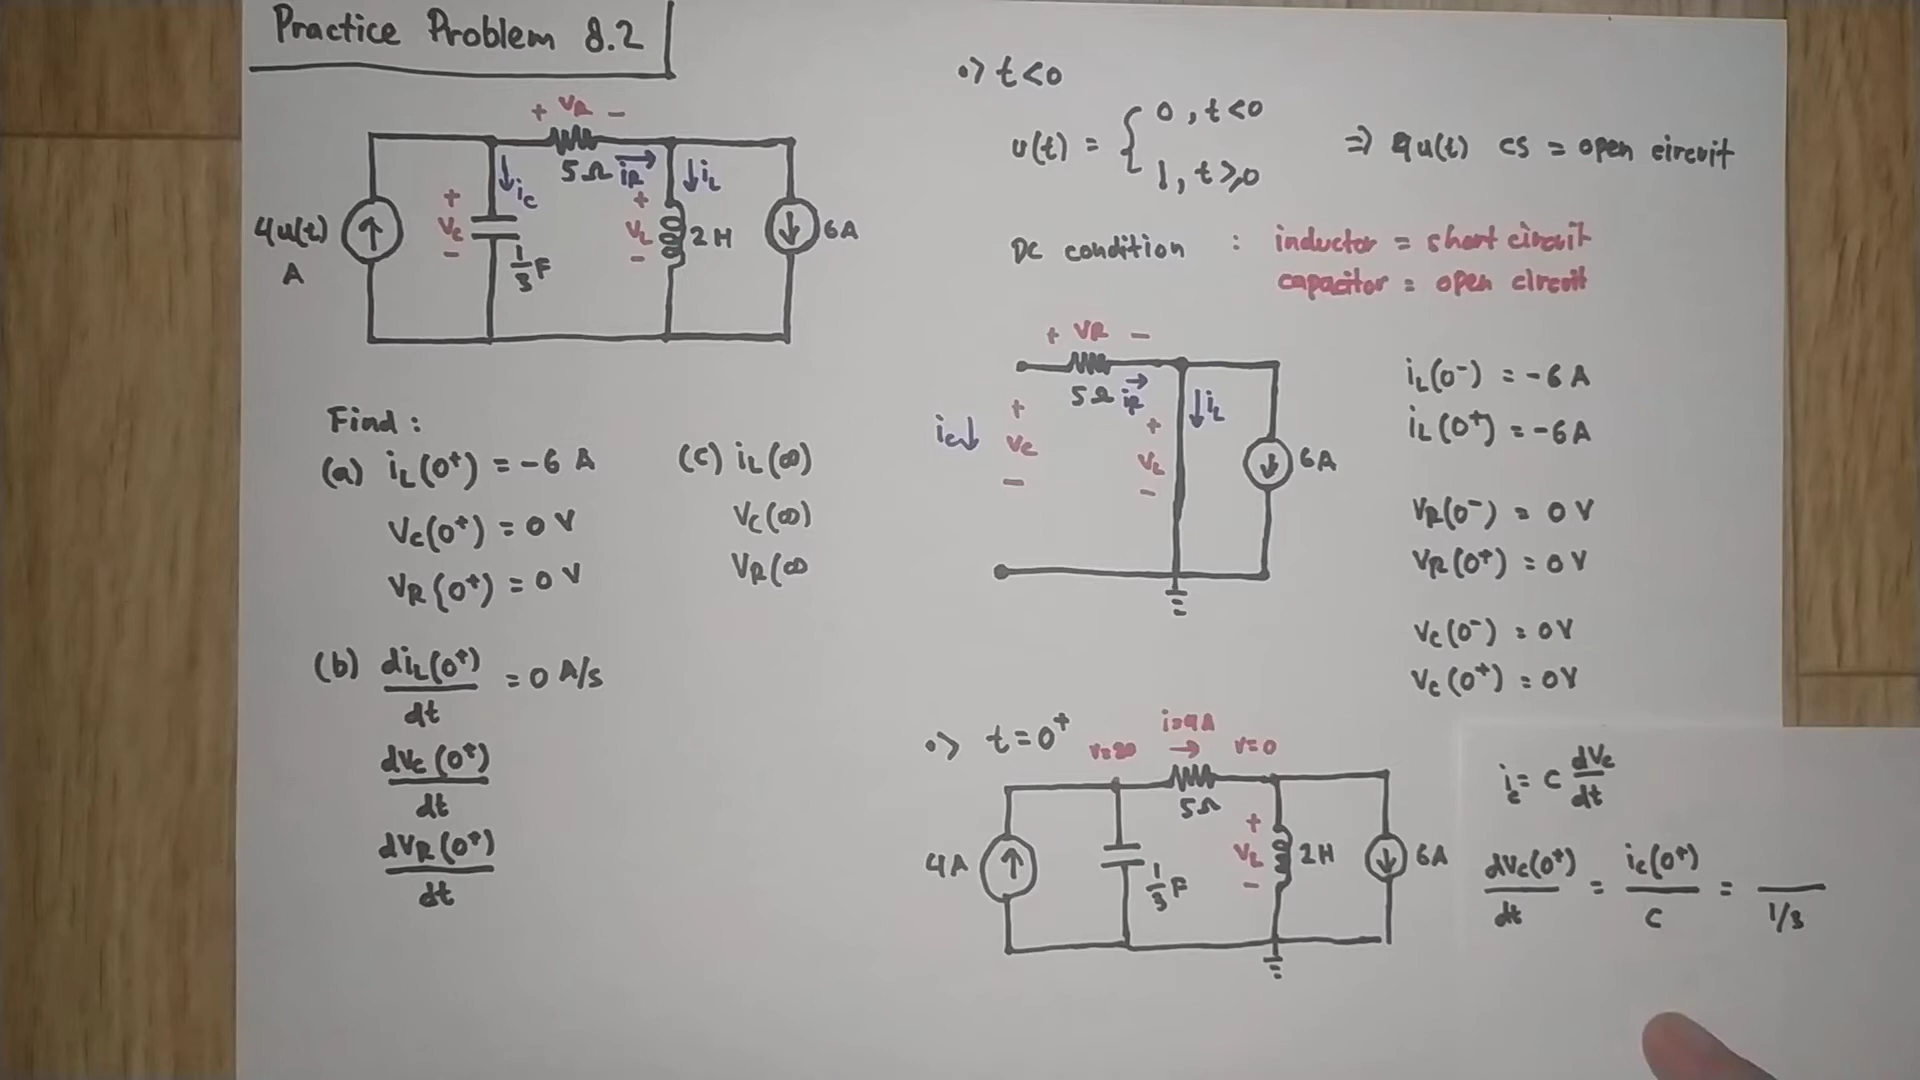 Practice Problem 8.2
+ VR −
5Ω iR
4u(t)
A
+
Vc
−
ic
1/3 F
+
VL
−
iL
2 H
6A
Find :
(a) iL(0⁺) = −6 A
Vc(0⁺) = 0 V
VR(0⁺) = 0 V
(b) diL(0⁺)/dt = 0 A/s
dVc(0⁺)/dt
dVR(0⁺)/dt
(c) iL(∞)
Vc(∞)
VR(∞
•> t<0
u(t) = { 0 , t<0
1 , t≥0
⇒ 4u(t) cs = open circuit
DC condition : inductor = short circuit
capacitor = open circuit
+ VR −
5Ω iR
ic
+
Vc
−
+
VL
−
iL
6A
iL(0⁻) = −6 A
iL(0⁺) = −6 A
VR(0⁻) = 0 V
VR(0⁺) = 0V
Vc(0⁻) = 0V
Vc(0⁺) = 0V
•> t=0⁺
i=4A
v=0
5Ω
4A
1/3 F
+
VL
−
2H
6A
ic = C dVc/dt
dVc(0⁺)/dt = ic(0⁺)/C = /1/3